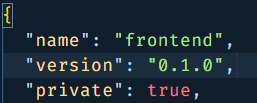 {
"name": "frontend",
"version": "0.1.0",
"private": true,